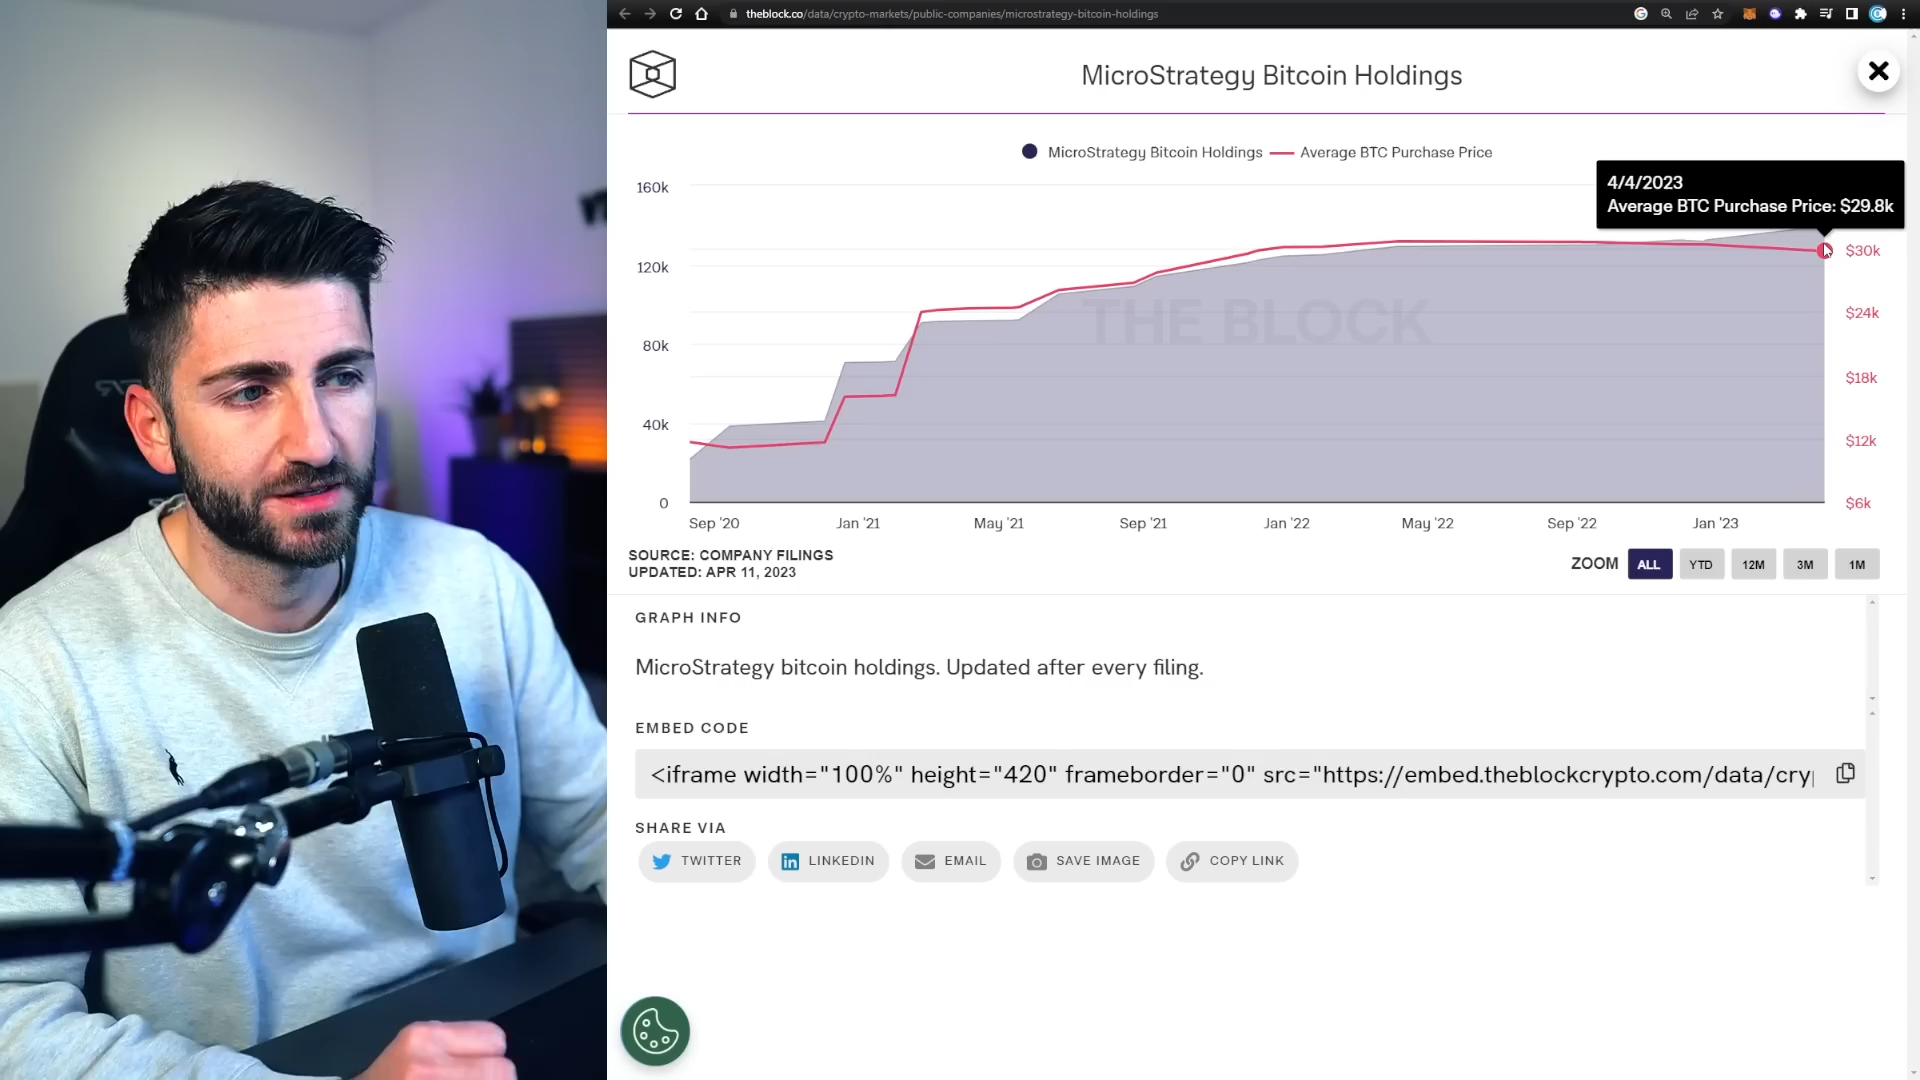 theblock.co/data/crypto-markets/public-companies/microstrategy-bitcoin-holdings
MicroStrategy Bitcoin Holdings
MicroStrategy Bitcoin Holdings
Average BTC Purchase Price
4/4/2023
Average BTC Purchase Price: $29.8k
160k
120k
80k
40k
0
$30k
$24k
$18k
$12k
$6k
THE BLOCK
Sep '20
Jan '21
May '21
Sep '21
Jan '22
May '22
Sep '22
Jan '23
SOURCE: COMPANY FILINGS
UPDATED: APR 11, 2023
ZOOM
ALL
YTD
12M
3M
1M
GRAPH INFO
MicroStrategy bitcoin holdings. Updated after every filing.
EMBED CODE
<iframe width="100%" height="420" frameborder="0" src="https://embed.theblockcrypto.com/data/cry
SHARE VIA
TWITTER
LINKEDIN
EMAIL
SAVE IMAGE
COPY LINK